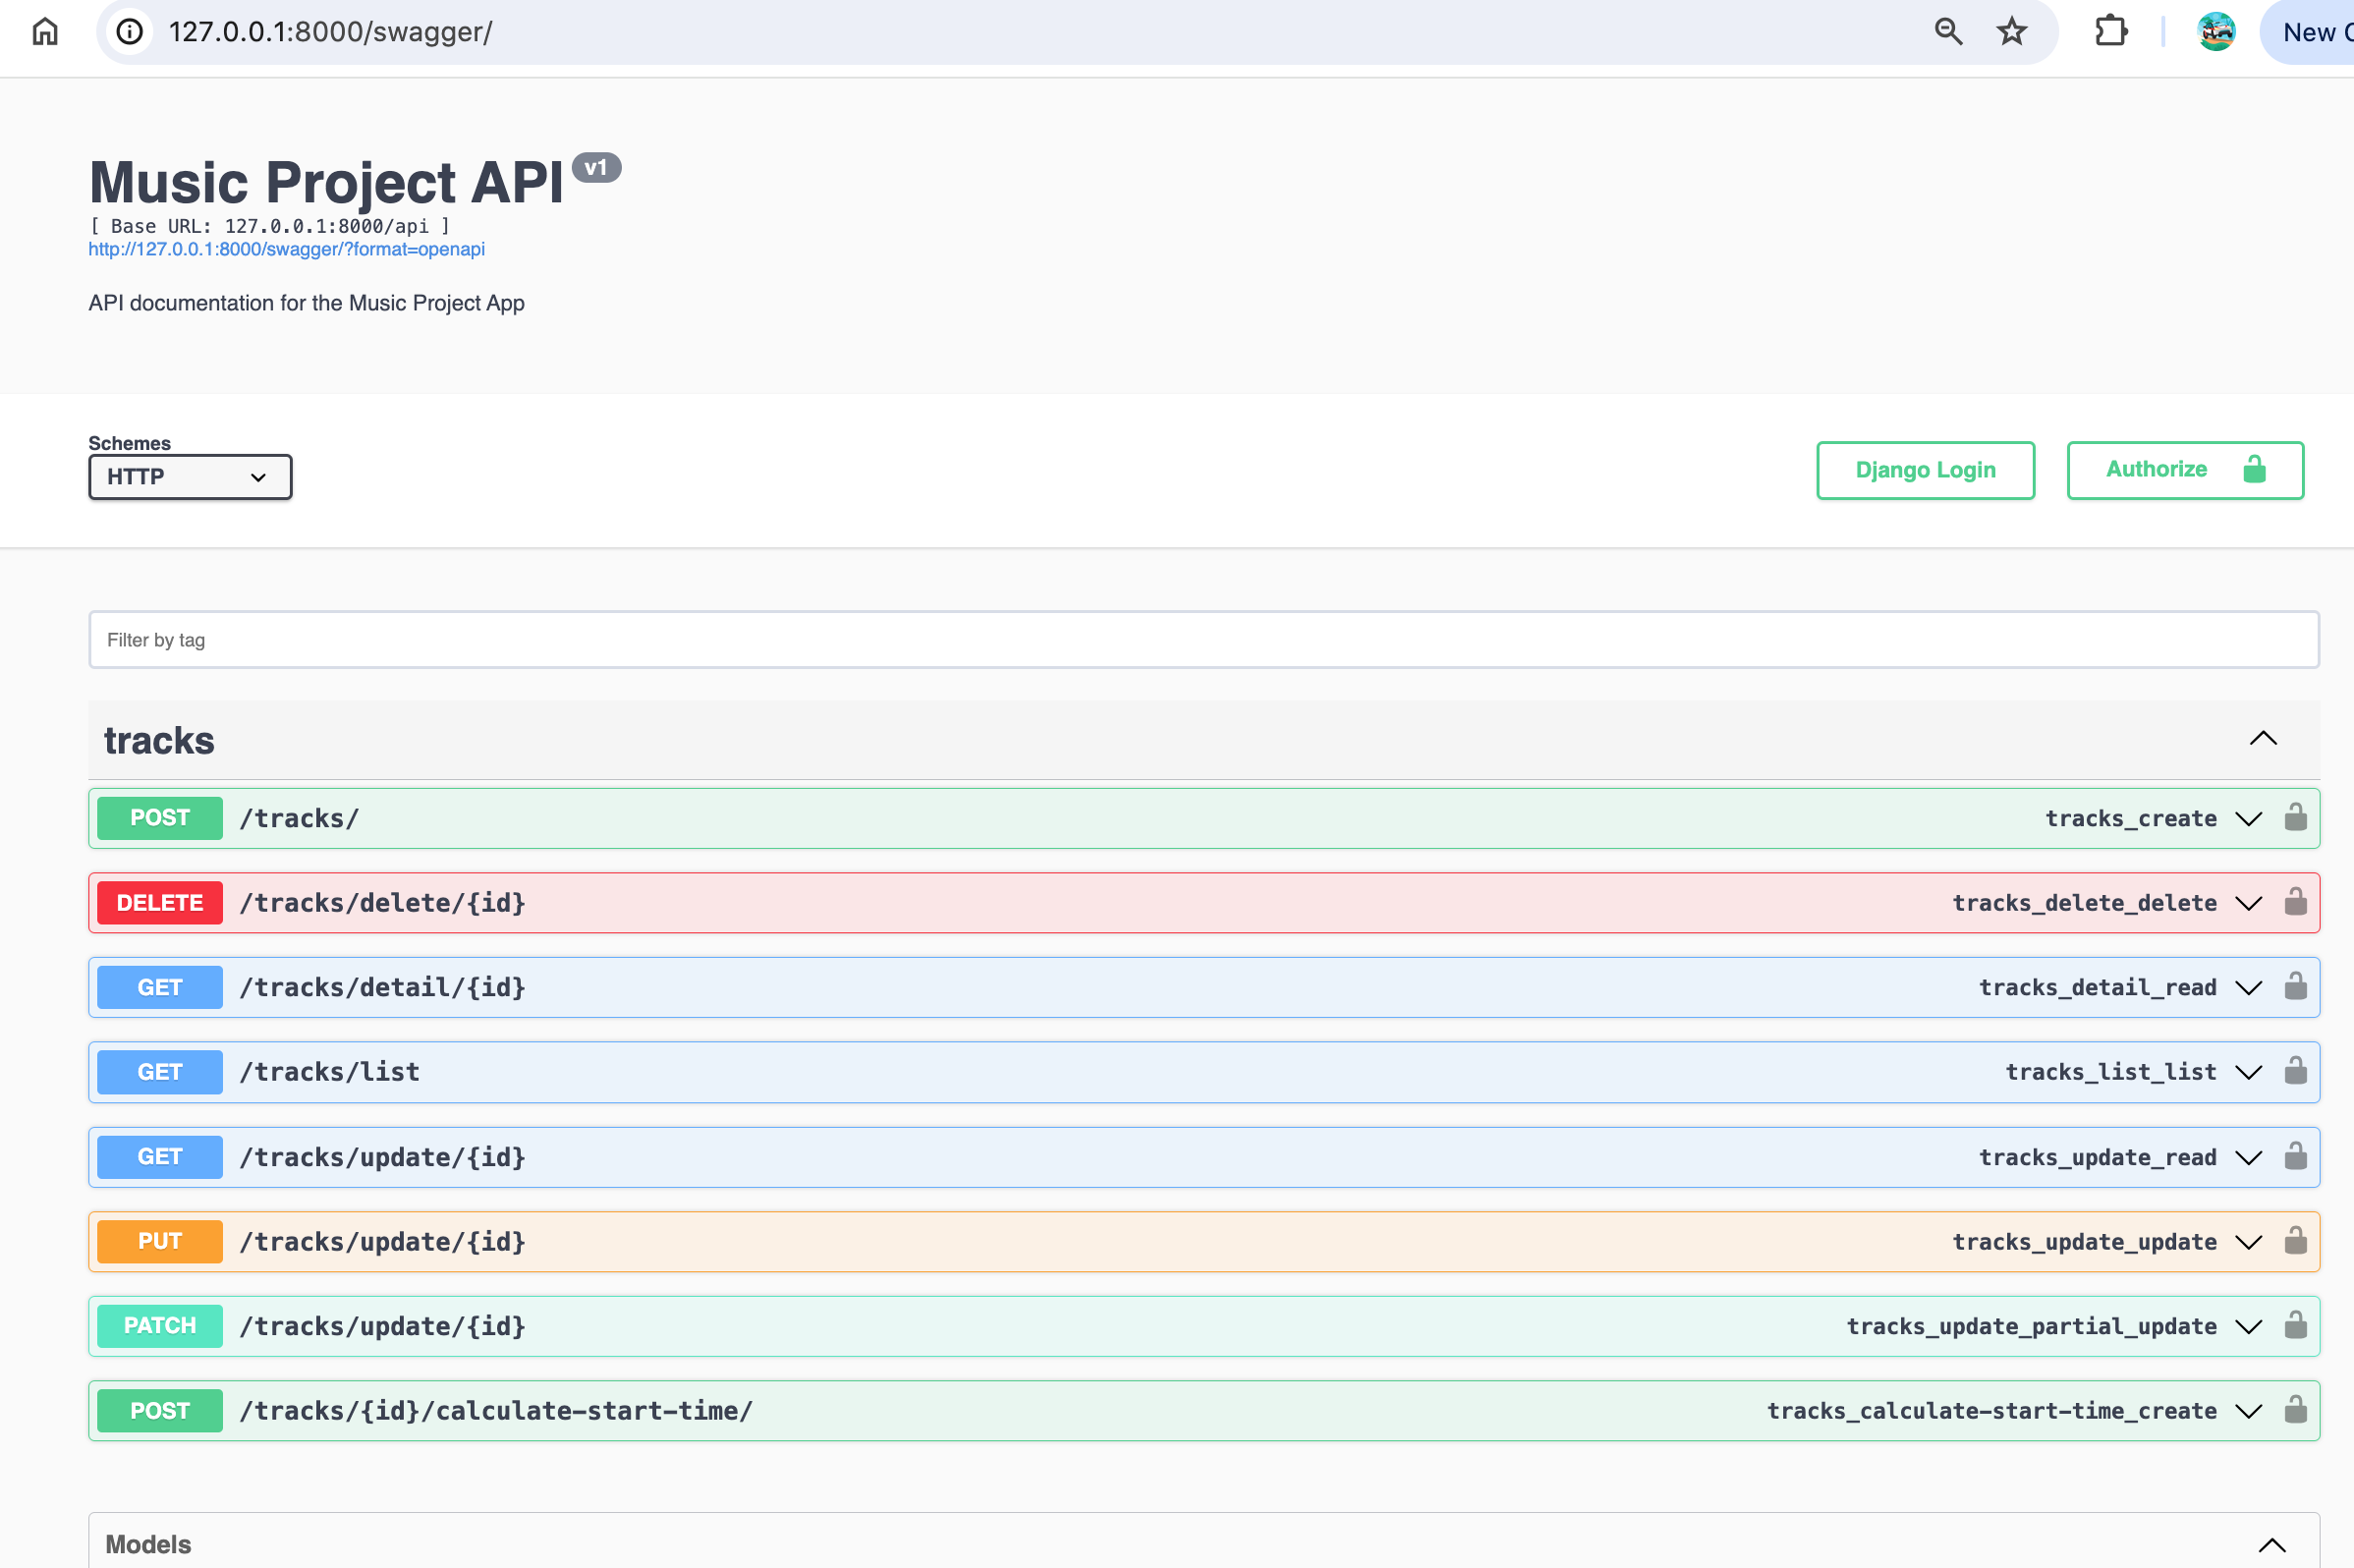 127.0.0.1:8000/swagger/
New
Music Project API v1
[ Base URL: 127.0.0.1:8000/api ]
http://127.0.0.1:8000/swagger/?format=openapi
API documentation for the Music Project App
Schemes
HTTP
Django Login
Authorize
Filter by tag
tracks
POST /tracks/ tracks_create
DELETE /tracks/delete/{id} tracks_delete_delete
GET /tracks/detail/{id} tracks_detail_read
GET /tracks/list tracks_list_list
GET /tracks/update/{id} tracks_update_read
PUT /tracks/update/{id} tracks_update_update
PATCH /tracks/update/{id} tracks_update_partial_update
POST /tracks/{id}/calculate-start-time/ tracks_calculate-start-time_create
Models